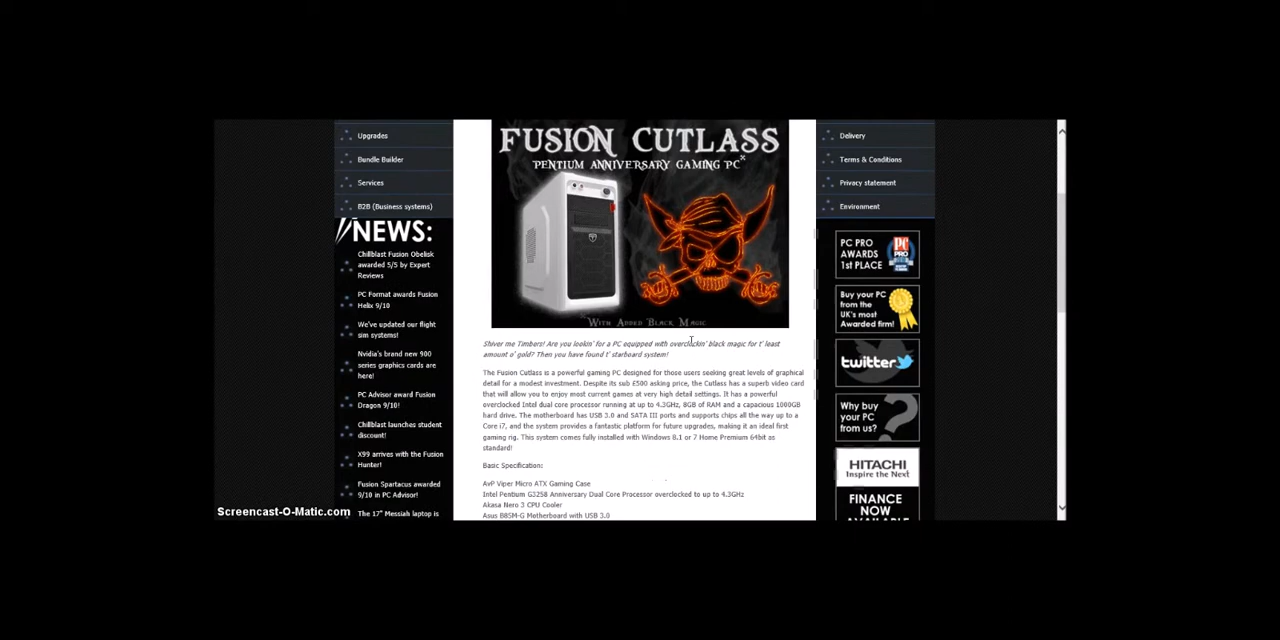 Upgrades
Bundle Builder
Services
B2B (Business systems)
NEWS:
Chillblast Fusion Obelisk
awarded 5/5 by Expert
Reviews
PC Format awards Fusion
Helix 9/10
We've updated our flight
sim systems!
Nvidia's brand new 900
series graphics cards are
here!
PC Advisor award Fusion
Dragon 9/10!
Chillblast launches student
discount!
X99 arrives with the Fusion
Hunter!
Fusion Spartacus awarded
9/10 in PC Advisor!
The 17" Messiah laptop is
FUSION CUTLASS
PENTIUM ANNIVERSARY GAMING PC*
*WITH ADDED BLACK MAGIC
Shiver me Timbers! Are you lookin' for a PC equipped with overclockin' black magic for t' least
amount o' gold? Then you have found t' starboard system!
The Fusion Cutlass is a powerful gaming PC designed for those users seeking great levels of graphical
detail for a modest investment. Despite its sub £500 asking price, the Cutlass has a superb video card
that will allow you to enjoy most current games at very high detail settings. It has a powerful
overclocked Intel dual core processor running at up to 4.3GHz, 8GB of RAM and a capacious 1000GB
hard drive. The motherboard has USB 3.0 and SATA III ports and supports chips all the way up to a
Core i7, and the system provides a fantastic platform for future upgrades, making it an ideal first
gaming rig. This system comes fully installed with Windows 8.1 or 7 Home Premium 64bit as
standard!
Basic Specification:
AvP Viper Micro ATX Gaming Case
Intel Pentium G3258 Anniversary Dual Core Processor overclocked to up to 4.3GHz
Akasa Nero 3 CPU Cooler
Asus B85M-G Motherboard with USB 3.0
Delivery
Terms & Conditions
Privacy statement
Environment
PC PRO
AWARDS
1ST PLACE
PC
PRO
Buy your PC
from the
UK's most
Awarded firm!
twitter
Why buy
your PC
from us?
HITACHI
Inspire the Next
FINANCE
NOW
AVAILABLE
Screencast-O-Matic.com